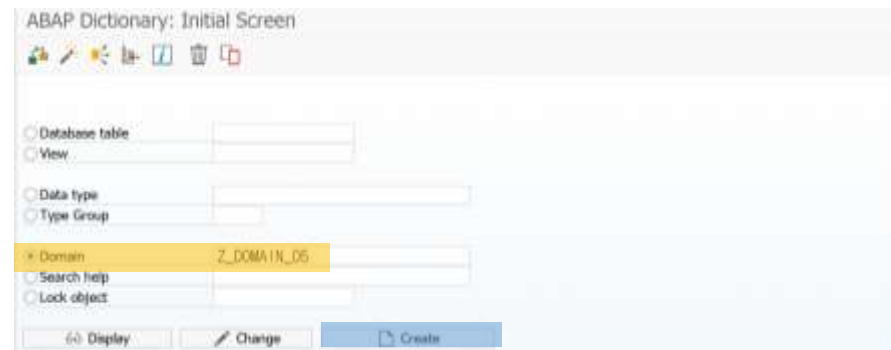 ABAP Dictionary: Initial Screen
Database table
View
Data type
Type Group
Domain Z_DOMAIN_DS
Search help
Lock object
Display Change Create